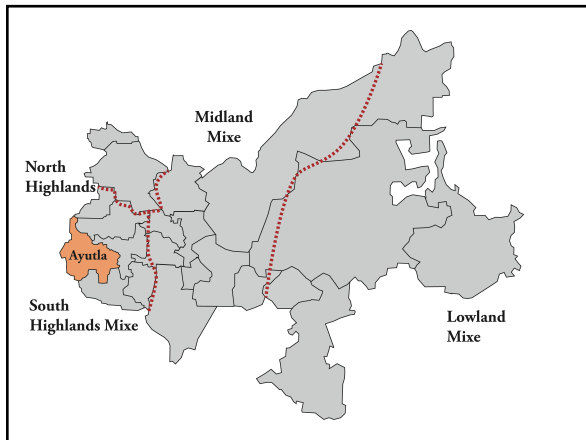 Midland
Mixe
North
Highlands
Ayutla
South
Highlands Mixe
Lowland
Mixe